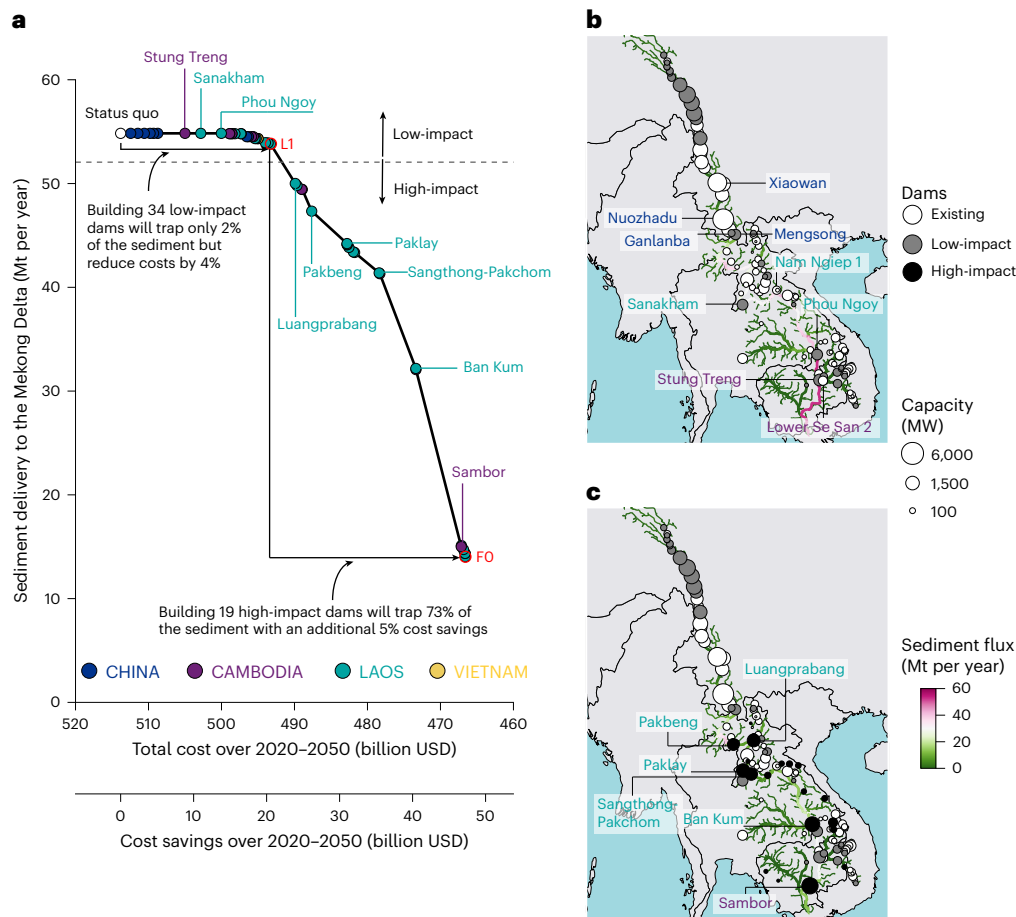 a
Sediment delivery to the Mekong Delta (Mt per year)
60
50
40
30
20
10
0
Stung Treng
Sanakham
Phou Ngoy
Status quo
L1
Low-impact
High-impact
Building 34 low-impact
dams will trap only 2%
of the sediment but
reduce costs by 4%
Paklay
Pakbeng
Sangthong-Pakchom
Luangprabang
Ban Kum
Sambor
F0
Building 19 high-impact dams will trap 73% of
the sediment with an additional 5% cost savings
CHINA
CAMBODIA
LAOS
VIETNAM
520
510
500
490
480
470
460
Total cost over 2020–2050 (billion USD)
0
10
20
30
40
50
Cost savings over 2020–2050 (billion USD)
b
Xiaowan
Nuozhadu
Ganlanba
Mengsong
Nam Ngiep 1
Sanakham
Phou Ngoy
Stung Treng
Lower Se San 2
Dams
Existing
Low-impact
High-impact
Capacity
(MW)
6,000
1,500
100
c
Luangprabang
Pakbeng
Paklay
Sangthong-
Pakchom
Ban Kum
Sambor
Sediment flux
(Mt per year)
60
40
20
0